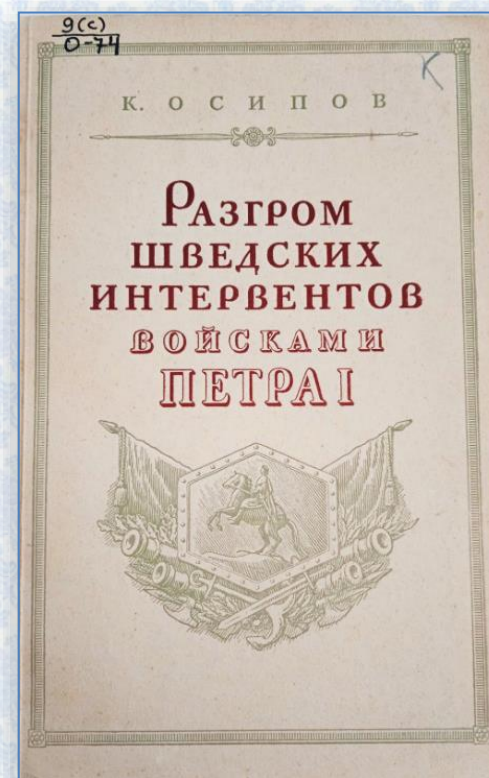 9(с)
О-74
К
К. ОСИПОВ
РАЗГРОМ
ШВЕДСКИХ
ИНТЕРВЕНТОВ
ВОЙСКАМИ
ПЕТРА I